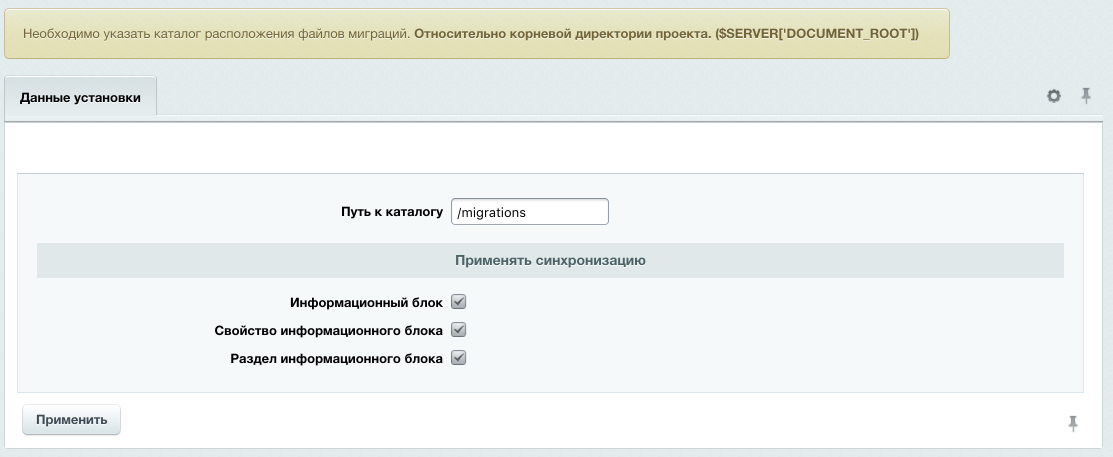 Необходимо указать каталог расположения файлов миграций. Относительно корневой директории проекта. ($SERVER['DOCUMENT_ROOT'])
Данные установки
Путь к каталогу /migrations
Применять синхронизацию
Информационный блок
Свойство информационного блока
Раздел информационного блока
Применить